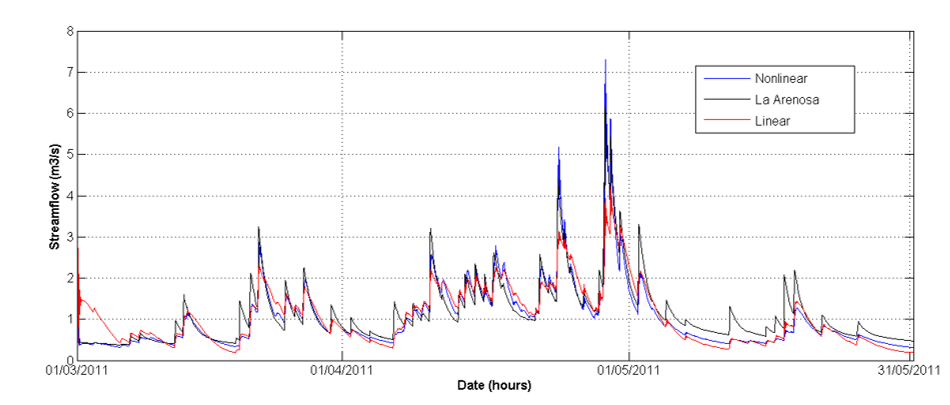 8
7
6
5
4
3
2
1
0
Streamflow (m3/s)
Nonlinear
La Arenosa
Linear
01/03/2011 01/04/2011 01/05/2011 31/05/2011
Date (hours)